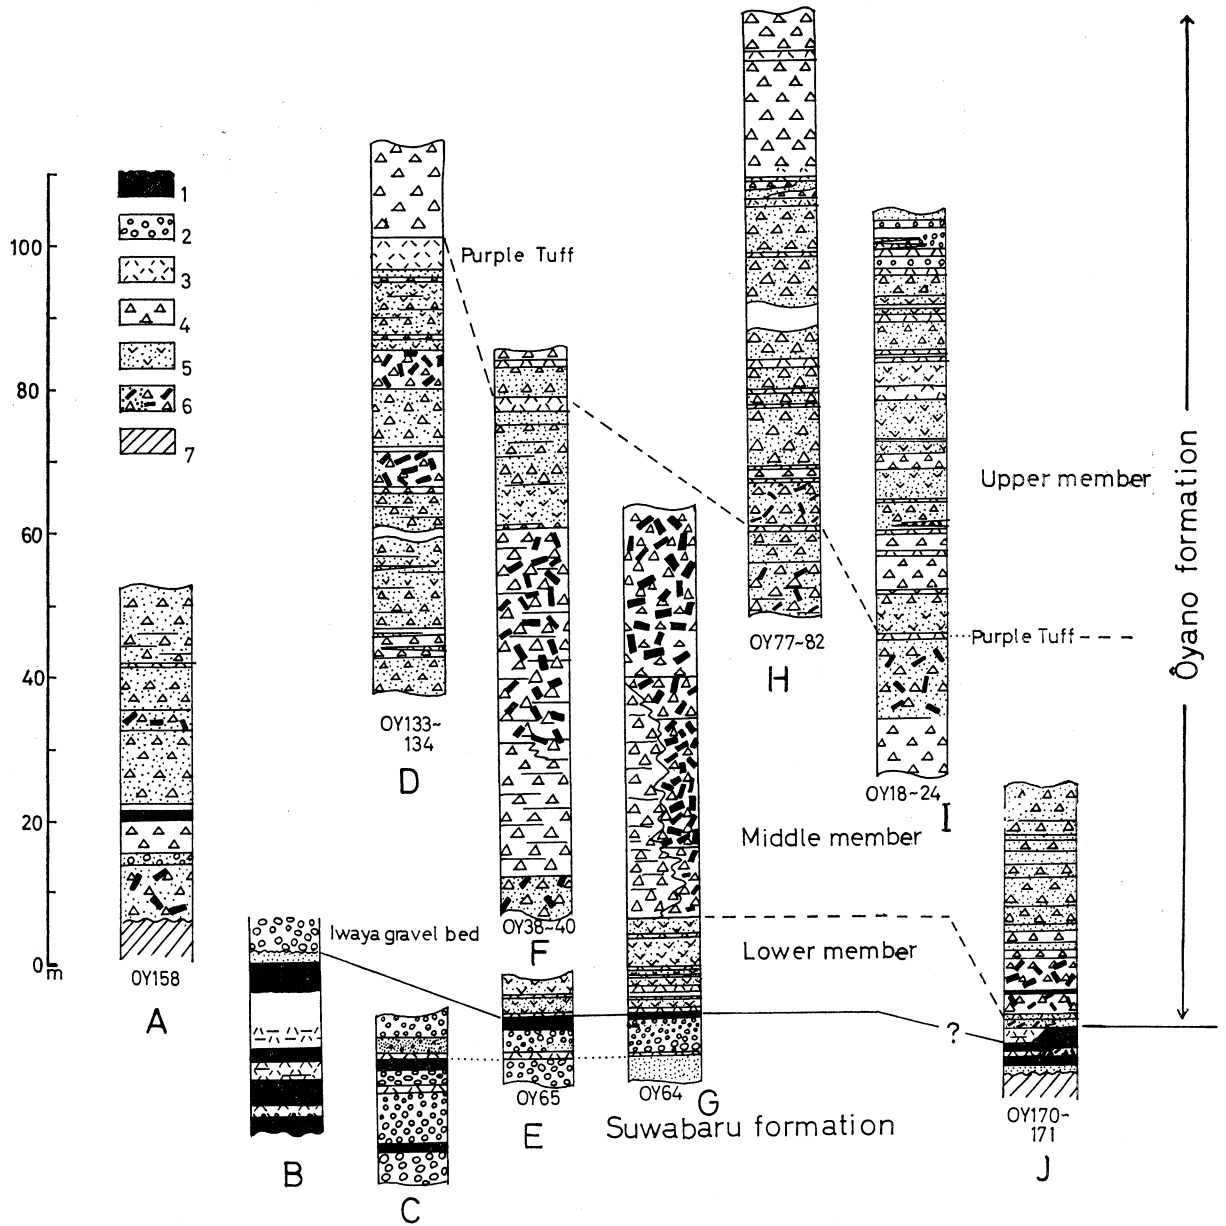 1
2
3
4
5
6
7
100
80
60
40
20
0
m
Purple Tuff
Upper member
Ôyano formation
OY77~82
H
Purple Tuff
OY133~
134
D
OY18~24
I
Middle member
Iwaya gravel bed
OY38~40
F
Lower member
OY158
A
?
OY65
E
OY64
G
Suwabaru formation
OY170~
171
J
B
C